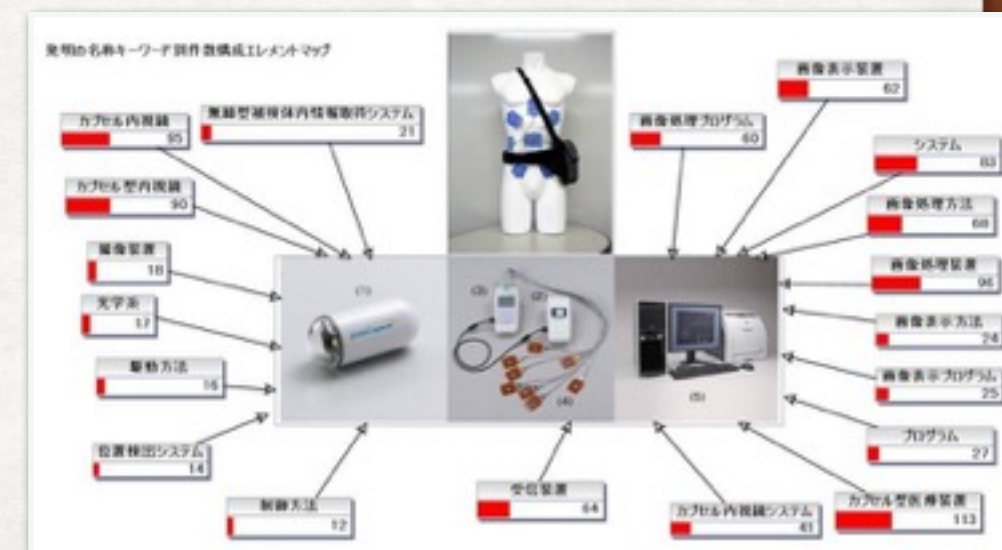 発明の名称キーワード別件数構成エレメントマップ
画像表示装置
62
カプセル内視鏡
85
無線型被検体内情報取得システム
21
画像処理プログラム
60
システム
83
カプセル型内視鏡
90
画像処理方法
68
撮像装置
18
画像処理装置
96
(1)
(3)
(2)
光学系
17
画像表示方法
24
駆動方法
16
画像表示プログラム
25
(4)
(5)
位置検出システム
14
プログラム
27
制御方法
12
受信装置
64
カプセル内視鏡システム
41
カプセル型医療装置
113